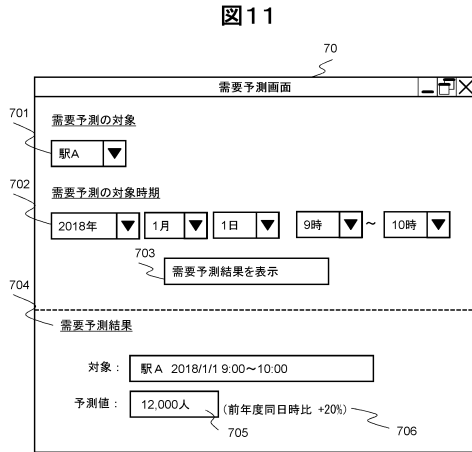 図11
70
需要予測画面
701
需要予測の対象
駅A
702
需要予測の対象時期
2018年 1月 1日 9時 ～ 10時
703
需要予測結果を表示
704
需要予測結果
対象： 駅A 2018/1/1 9:00～10:00
予測値： 12,000人 (前年度同日時比 +20%)
705
706